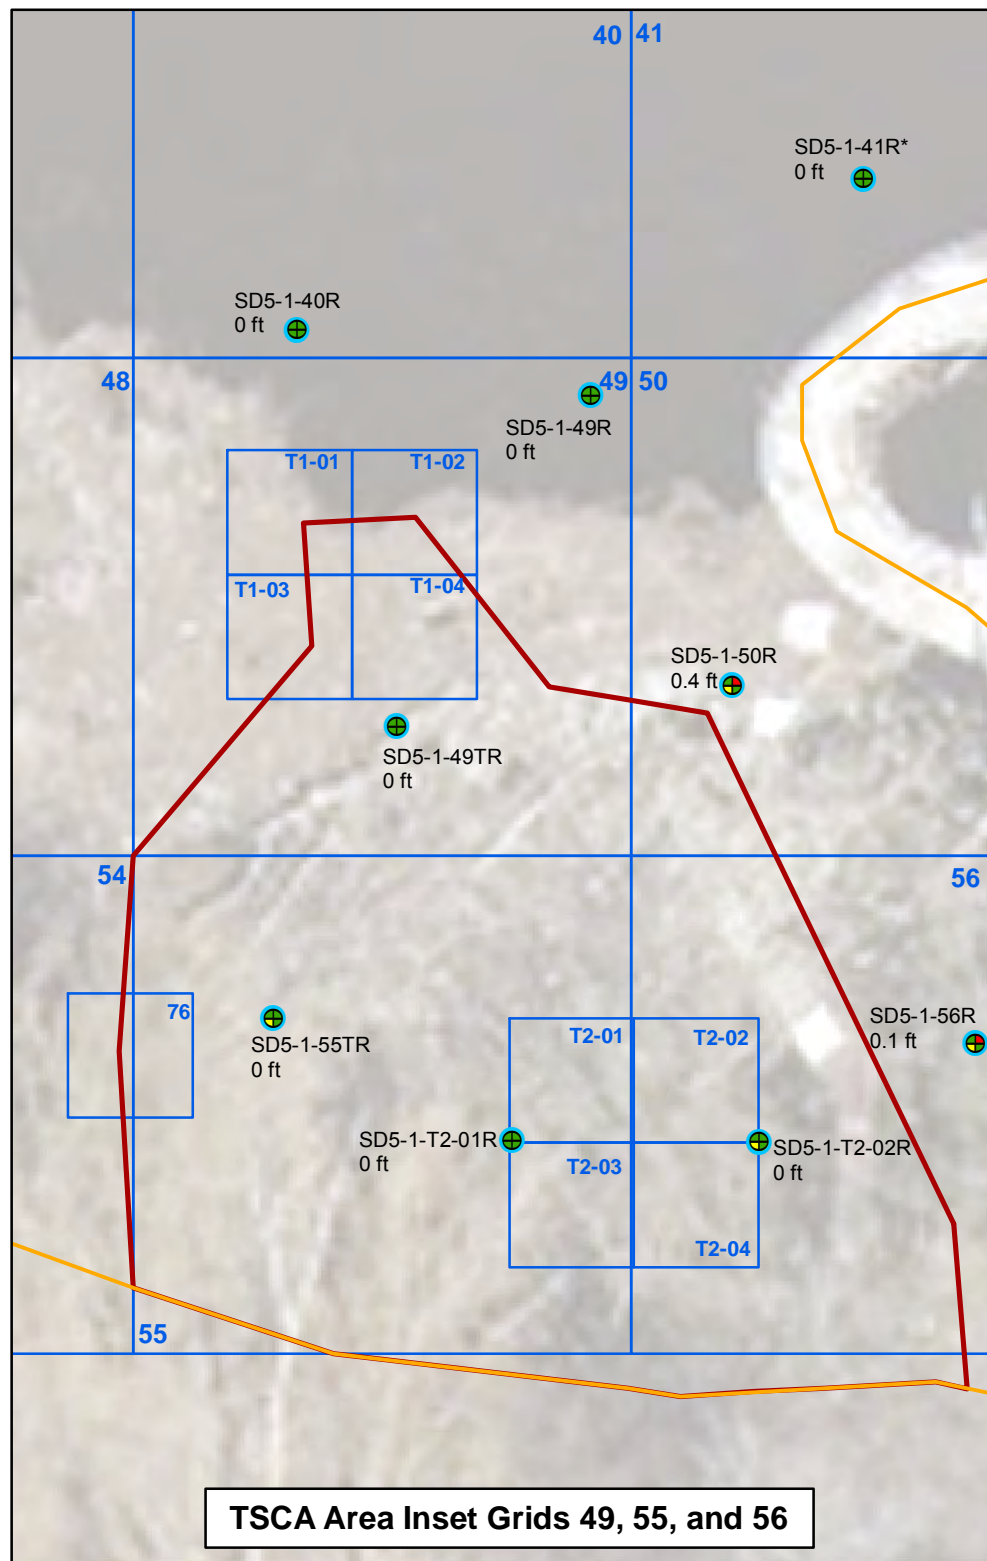 40 41
SD5-1-41R*
0 ft
SD5-1-40R
0 ft
48
49 50
SD5-1-49R
0 ft
T1-01
T1-02
T1-03
T1-04
SD5-1-50R
0.4 ft
SD5-1-49TR
0 ft
54
56
76
SD5-1-55TR
0 ft
T2-01
T2-02
SD5-1-56R
0.1 ft
SD5-1-T2-01R
0 ft
T2-03
SD5-1-T2-02R
0 ft
T2-04
55
TSCA Area Inset Grids 49, 55, and 56